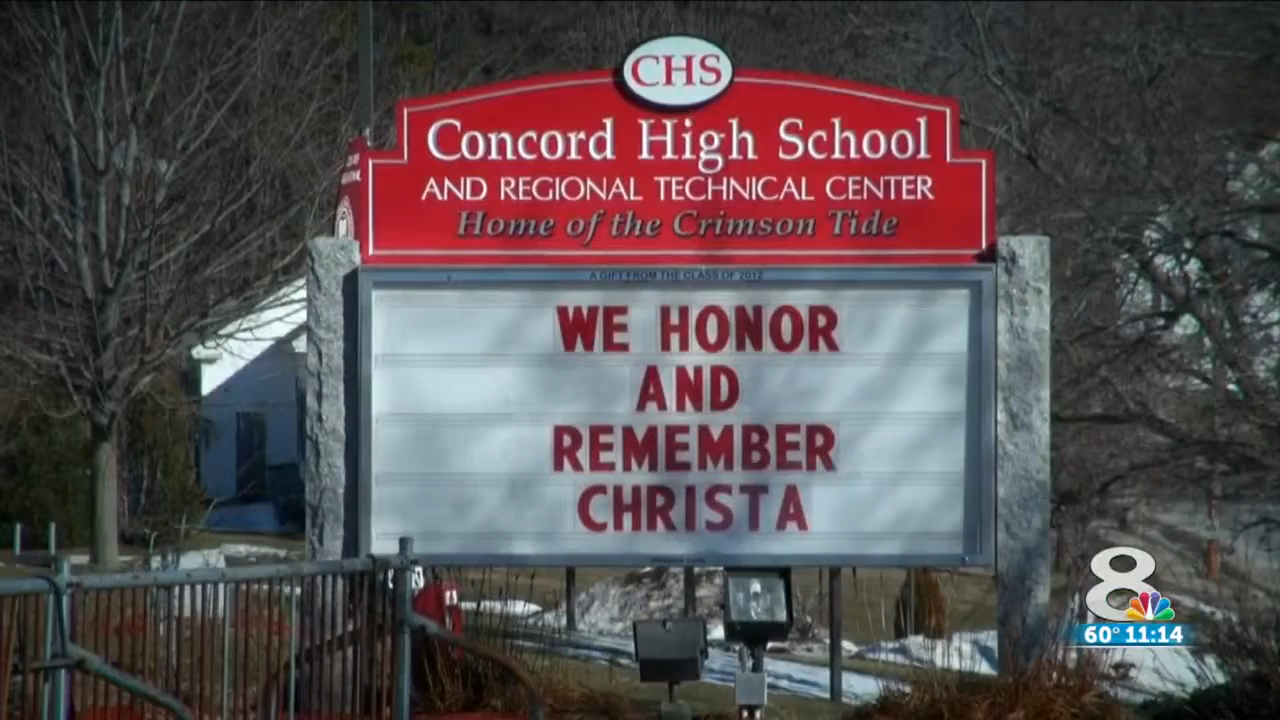 CHS
Concord High School
AND REGIONAL TECHNICAL CENTER
Home of the Crimson Tide
A GIFT FROM THE CLASS OF 2012
WE HONOR
AND
REMEMBER
CHRISTA
8
60° 11:14